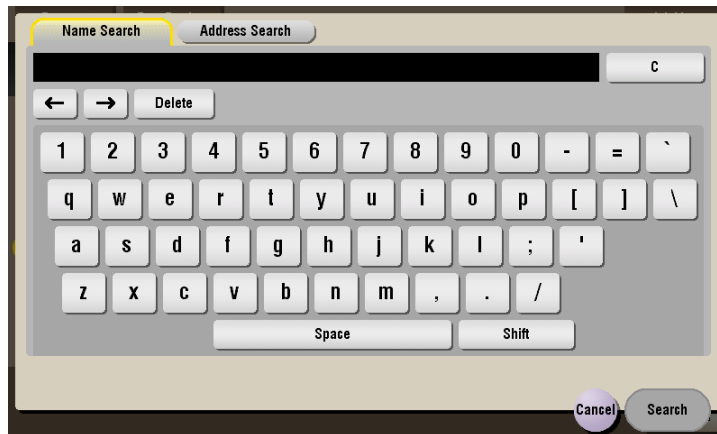 Name Search Address Search
C
← → Delete
1 2 3 4 5 6 7 8 9 0 - = `
q w e r t y u i o p [ ] \
a s d f g h j k l ; '
z x c v b n m , . /
Space Shift
Cancel Search